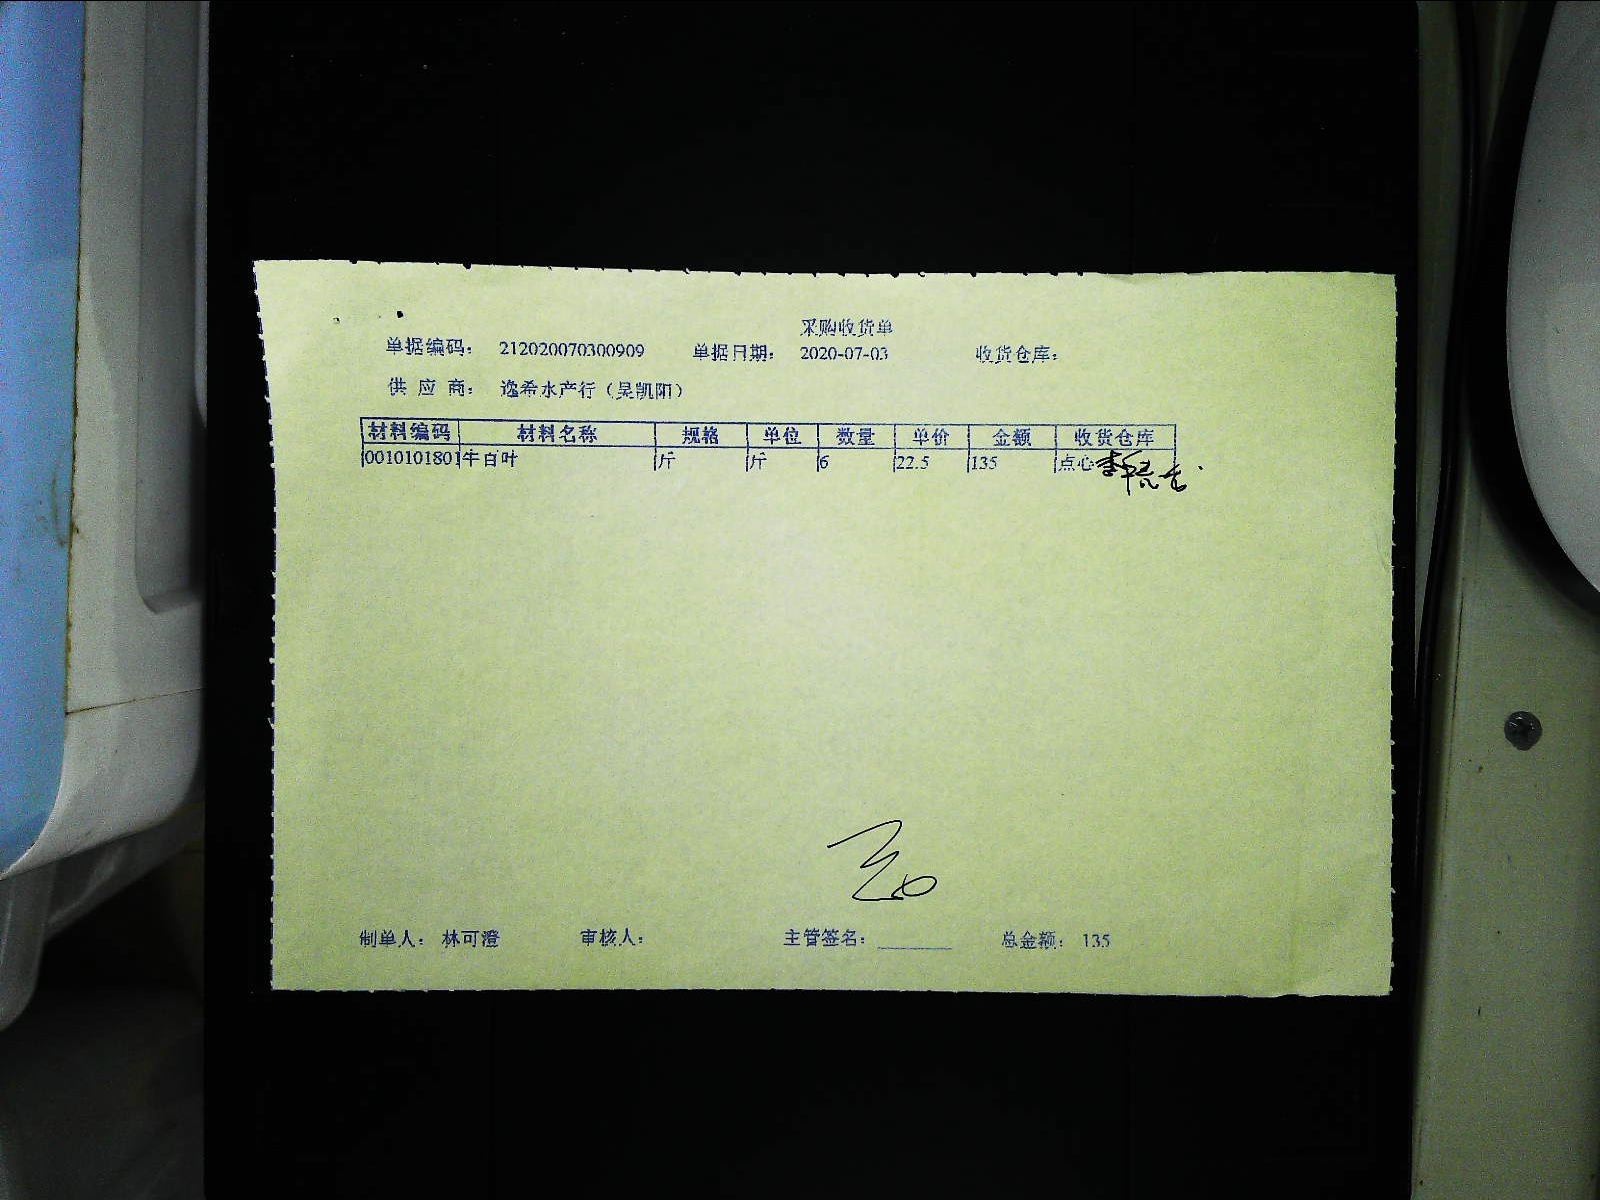 采购收货单
单据编码： 212020070300909 单据日期： 2020-07-03 收货仓库：
供 应 商： 逸希水产行（吴凯阳）
材料编码 材料名称 规格 单位 数量 单价 金额 收货仓库
0010101801 牛百叶 斤 斤 6 22.5 135 点心
制单人： 林可澄 审核人： 主管签名： 总金额： 135